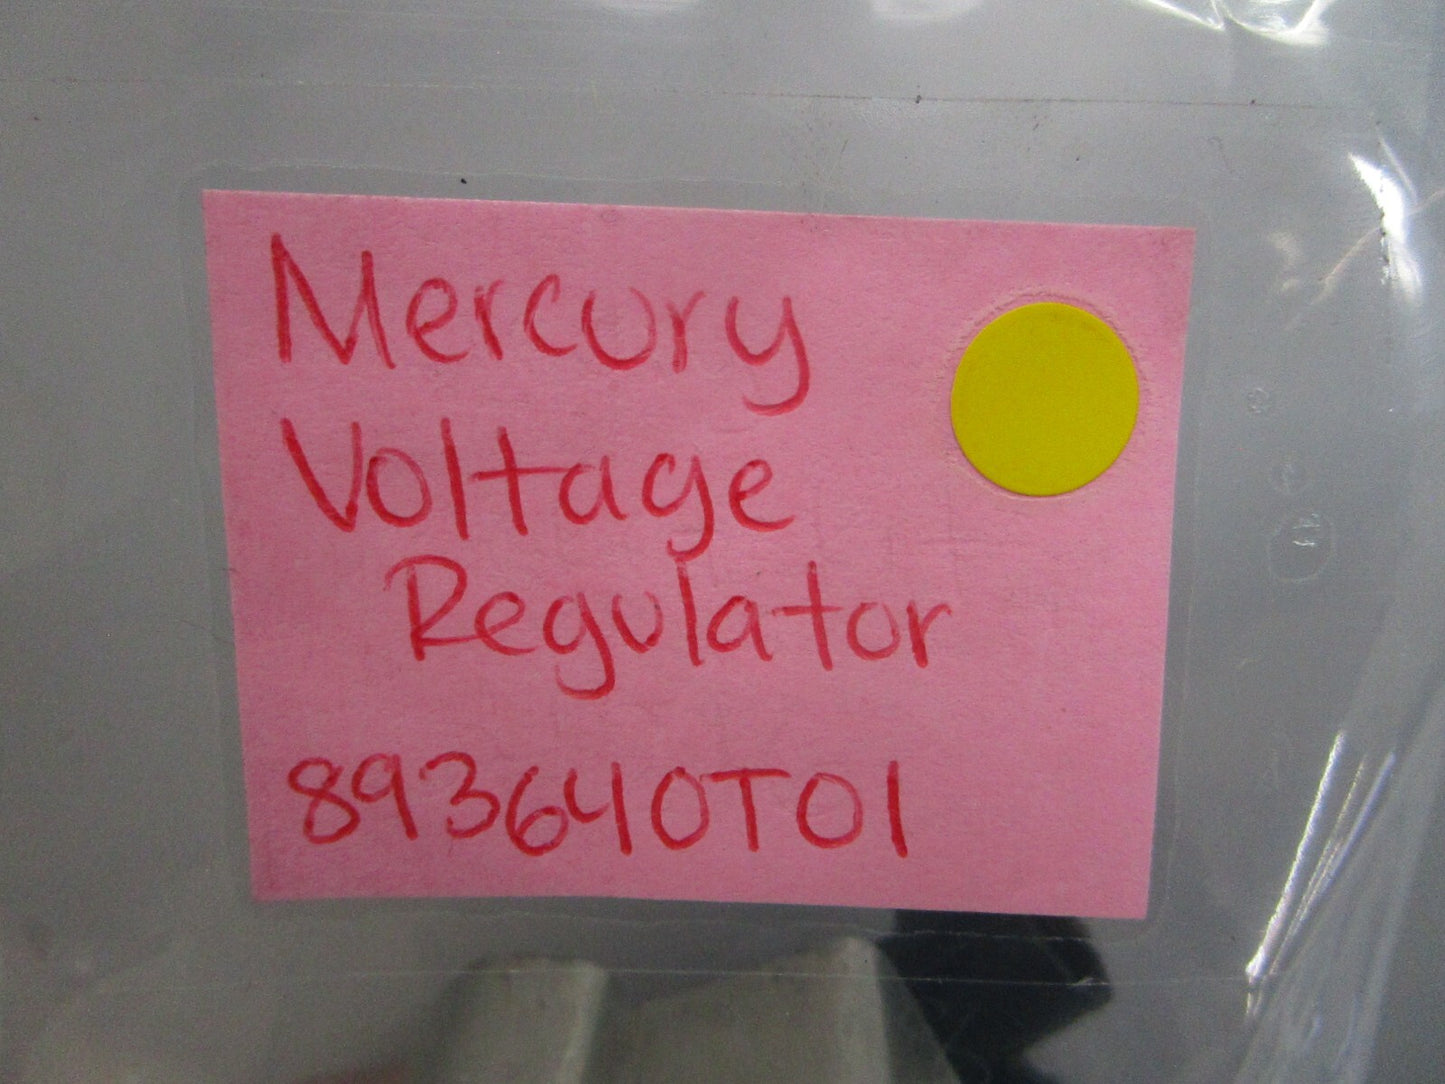 Mercury
Voltage
Regulator
893640T01